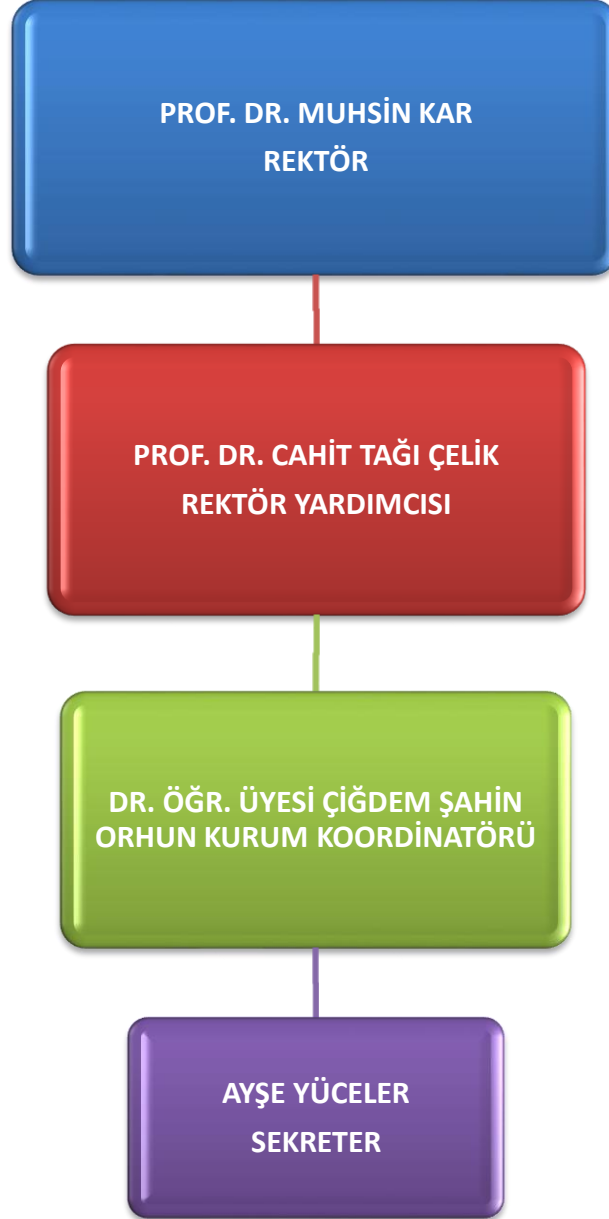 PROF. DR. MUHSİN KAR
REKTÖR
PROF. DR. CAHİT TAĞI ÇELİK
REKTÖR YARDIMCISI
DR. ÖĞR. ÜYESİ ÇİĞDEM ŞAHİN
ORHUN KURUM KOORDİNATÖRÜ
AYŞE YÜCELER
SEKRETER